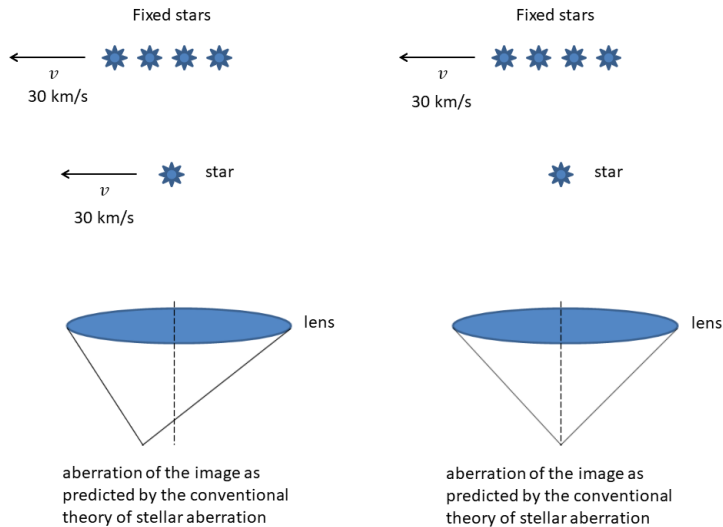 Fixed stars
v
30 km/s
star
v
30 km/s
lens
aberration of the image as
predicted by the conventional
theory of stellar aberration
Fixed stars
v
30 km/s
star
lens
aberration of the image as
predicted by the conventional
theory of stellar aberration